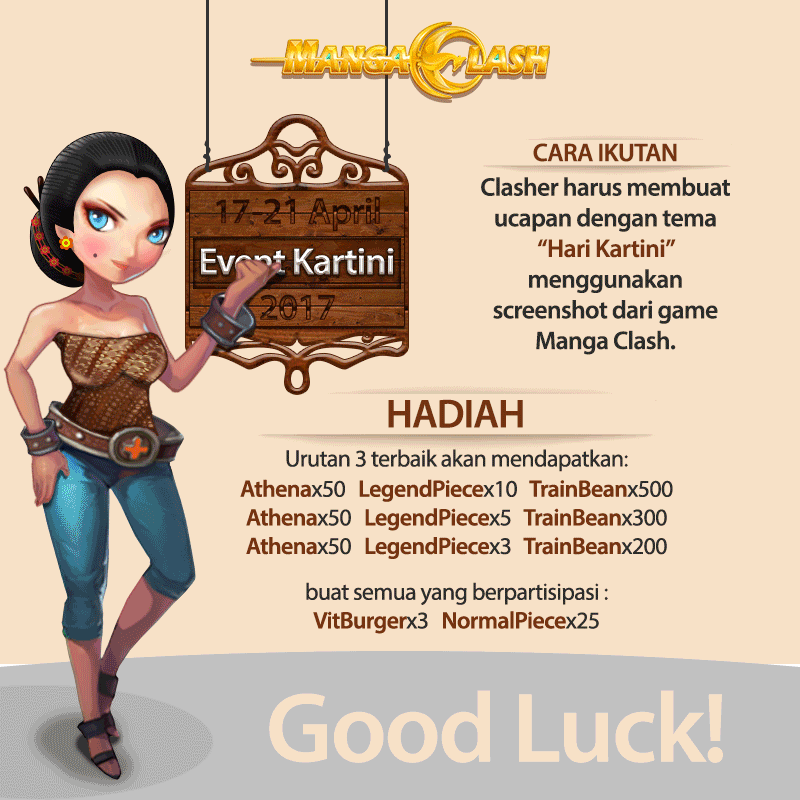 MANGA CLASH
17-21 April
Event Kartini
2017
CARA IKUTAN
Clasher harus membuat
ucapan dengan tema
“Hari Kartini”
menggunakan
screenshot dari game
Manga Clash.
HADIAH
Urutan 3 terbaik akan mendapatkan:
Athenax50 LegendPiecex10 TrainBeanx500
Athenax50 LegendPiecex5 TrainBeanx300
Athenax50 LegendPiecex3 TrainBeanx200
buat semua yang berpartisipasi :
VitBurgerx3 NormalPiecex25
Good Luck!